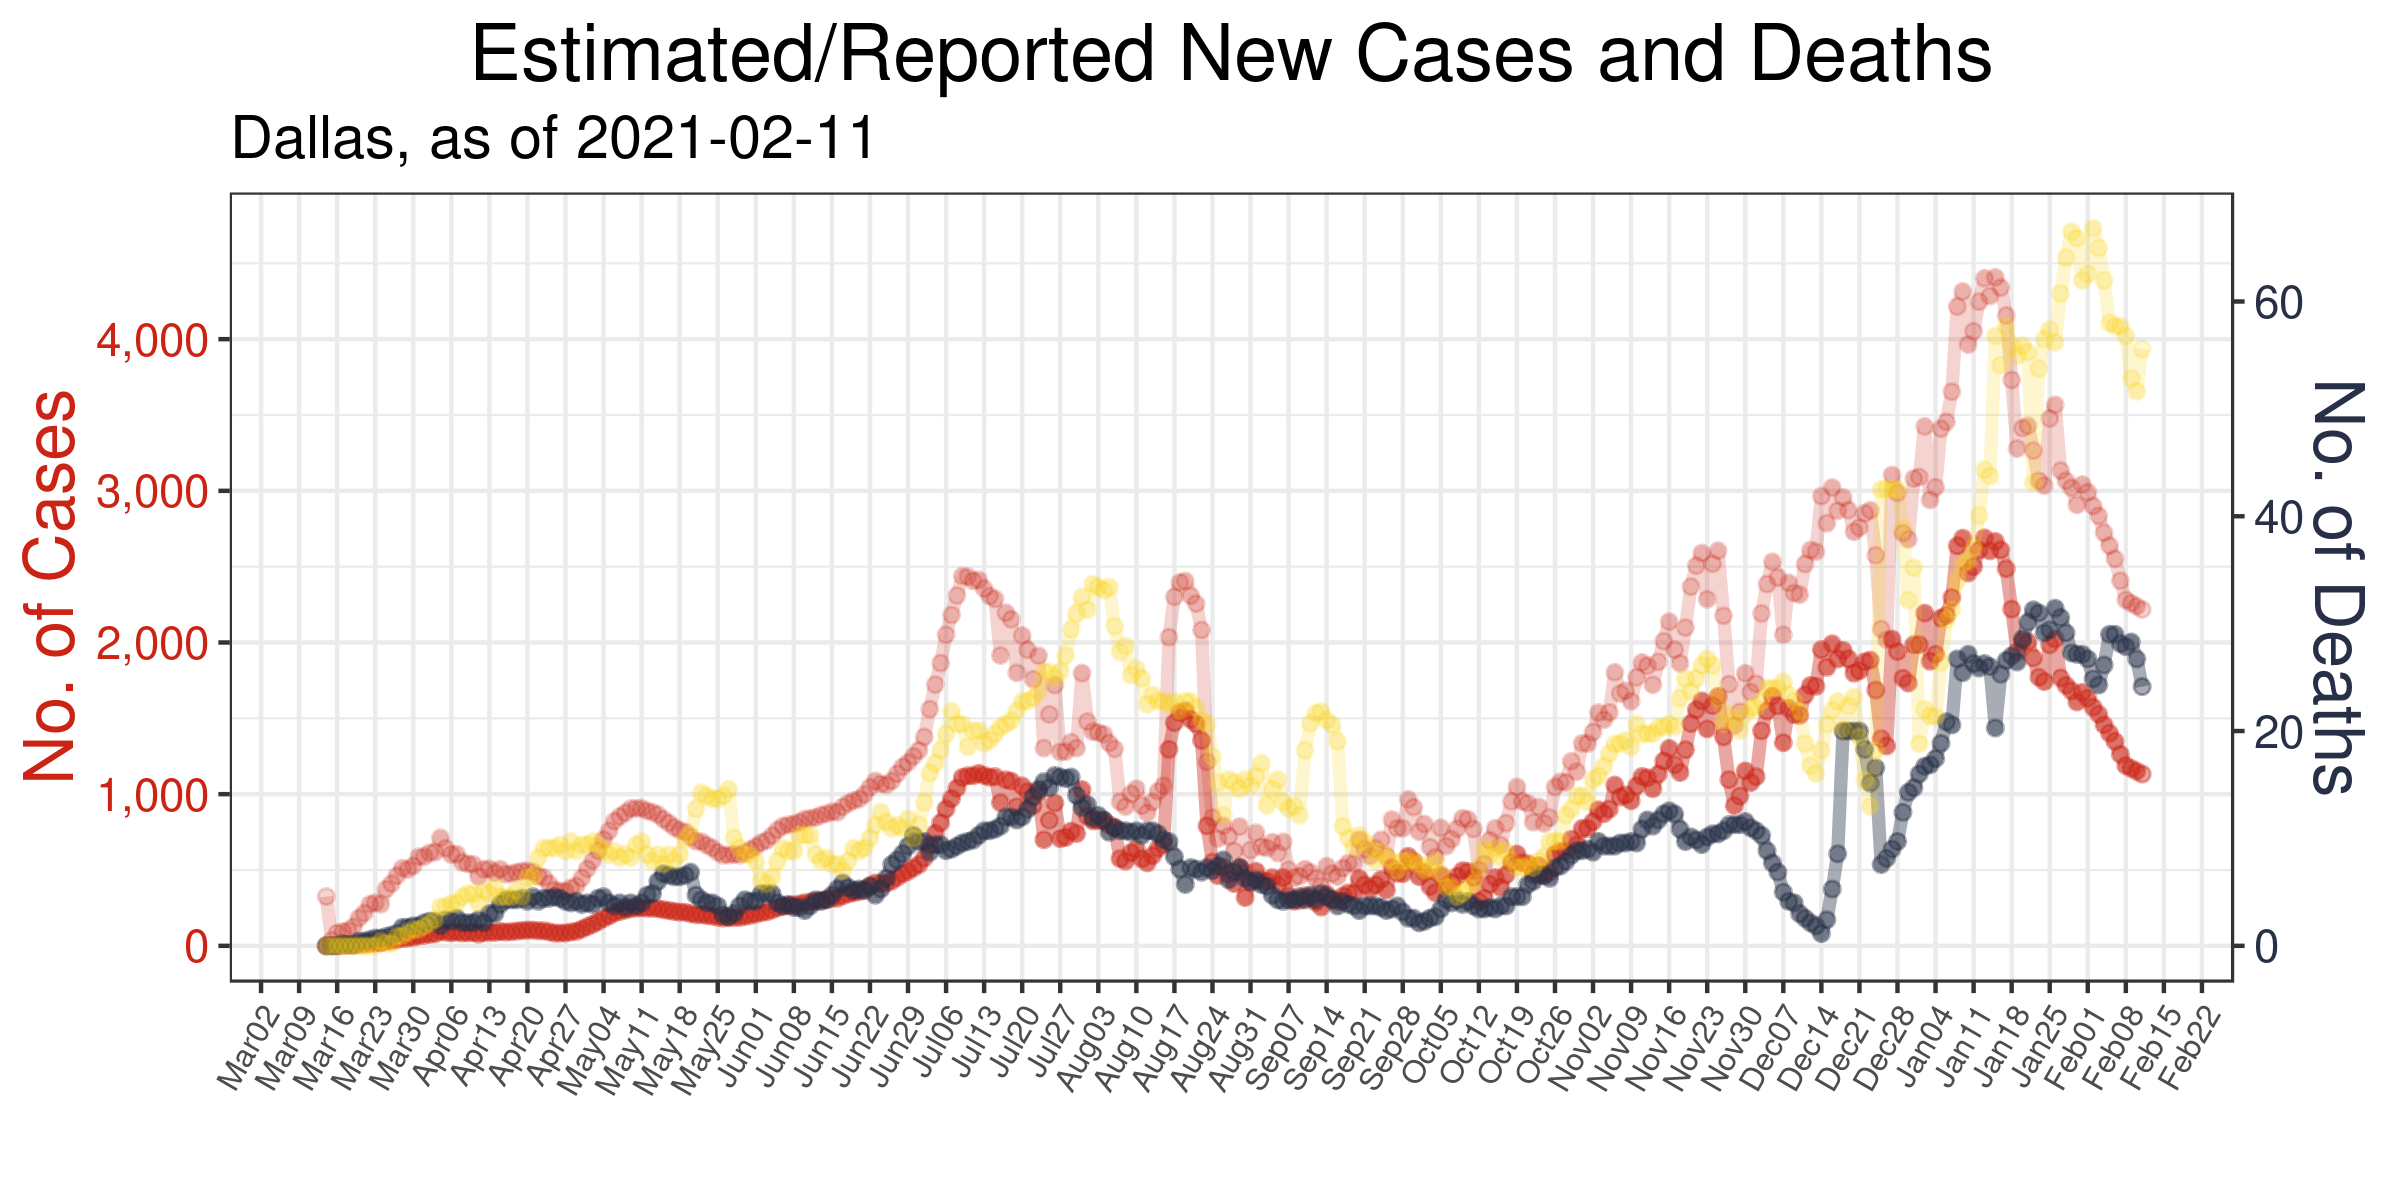 Estimated/Reported New Cases and Deaths
Dallas, as of 2021-02-11
No. of Cases
4,000
3,000
2,000
1,000
0
60
40
20
0
No. of Deaths
Mar02
Mar09
Mar16
Mar23
Mar30
Apr06
Apr13
Apr20
Apr27
May04
May11
May18
May25
Jun01
Jun08
Jun15
Jun22
Jun29
Jul06
Jul13
Jul20
Jul27
Aug03
Aug10
Aug17
Aug24
Aug31
Sep07
Sep14
Sep21
Sep28
Oct05
Oct12
Oct19
Oct26
Nov02
Nov09
Nov16
Nov23
Nov30
Dec07
Dec14
Dec21
Dec28
Jan04
Jan11
Jan18
Jan25
Feb01
Feb08
Feb15
Feb22